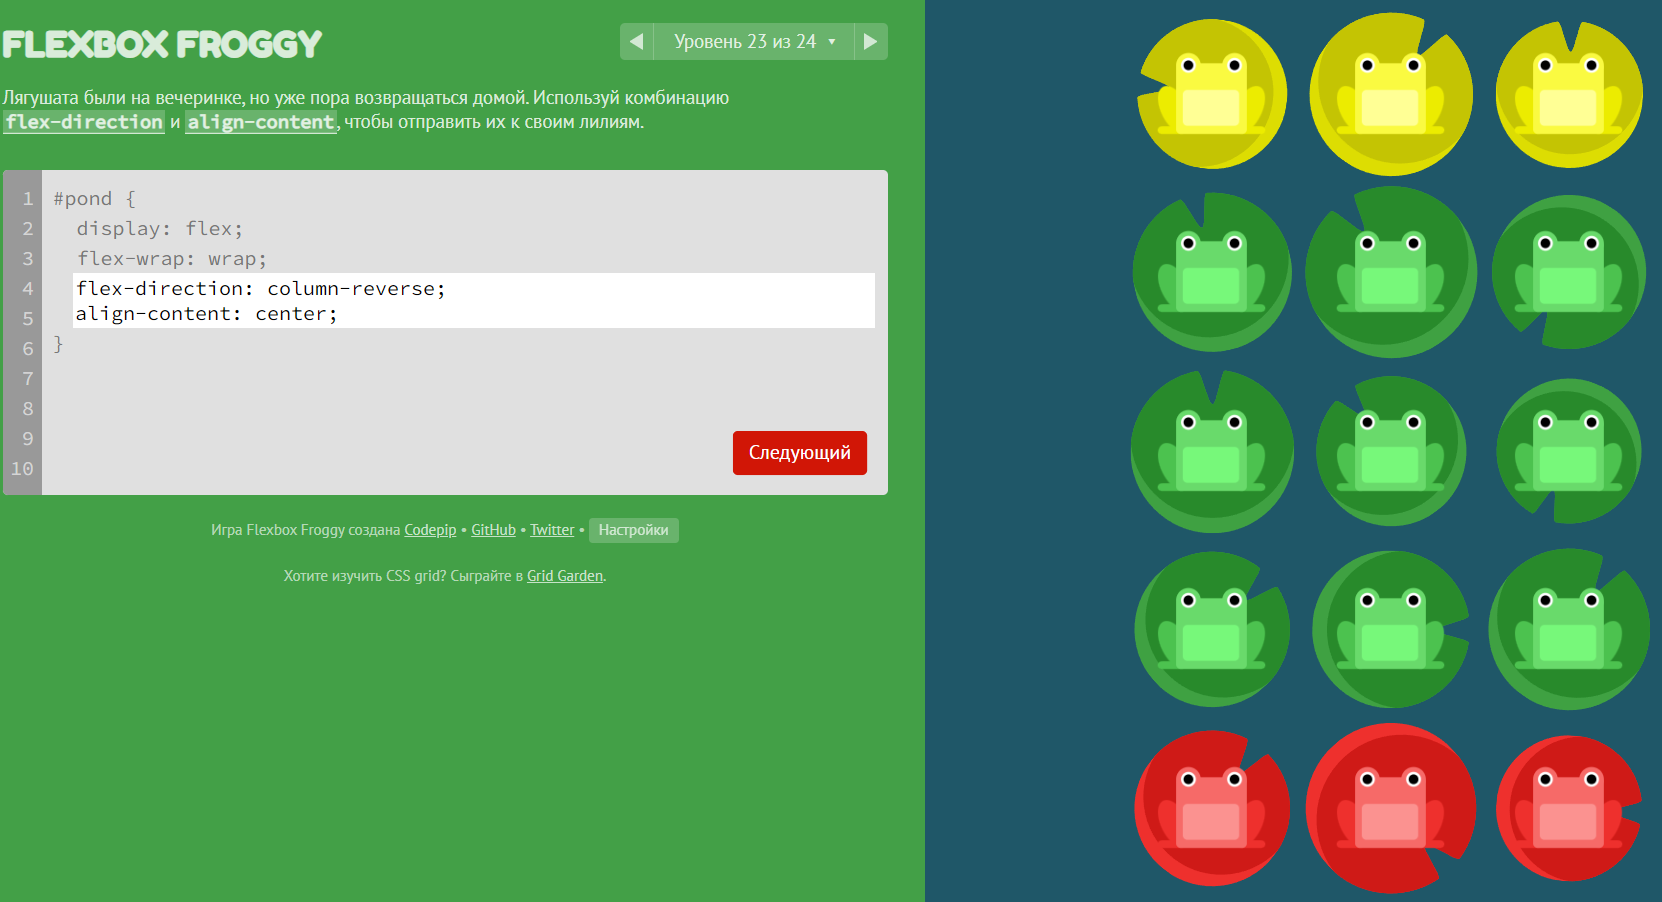 FLEXBOX FROGGY
Уровень 23 из 24
Лягушата были на вечеринке, но уже пора возвращаться домой. Используй комбинацию
flex-direction и align-content, чтобы отправить их к своим лилиям.
1 #pond {
2 display: flex;
3 flex-wrap: wrap;
4 flex-direction: column-reverse;
5 align-content: center;
6 }
7
8
9
10
Следующий
Игра Flexbox Froggy создана Codepip • GitHub • Twitter • Настройки
Хотите изучить CSS grid? Сыграйте в Grid Garden.